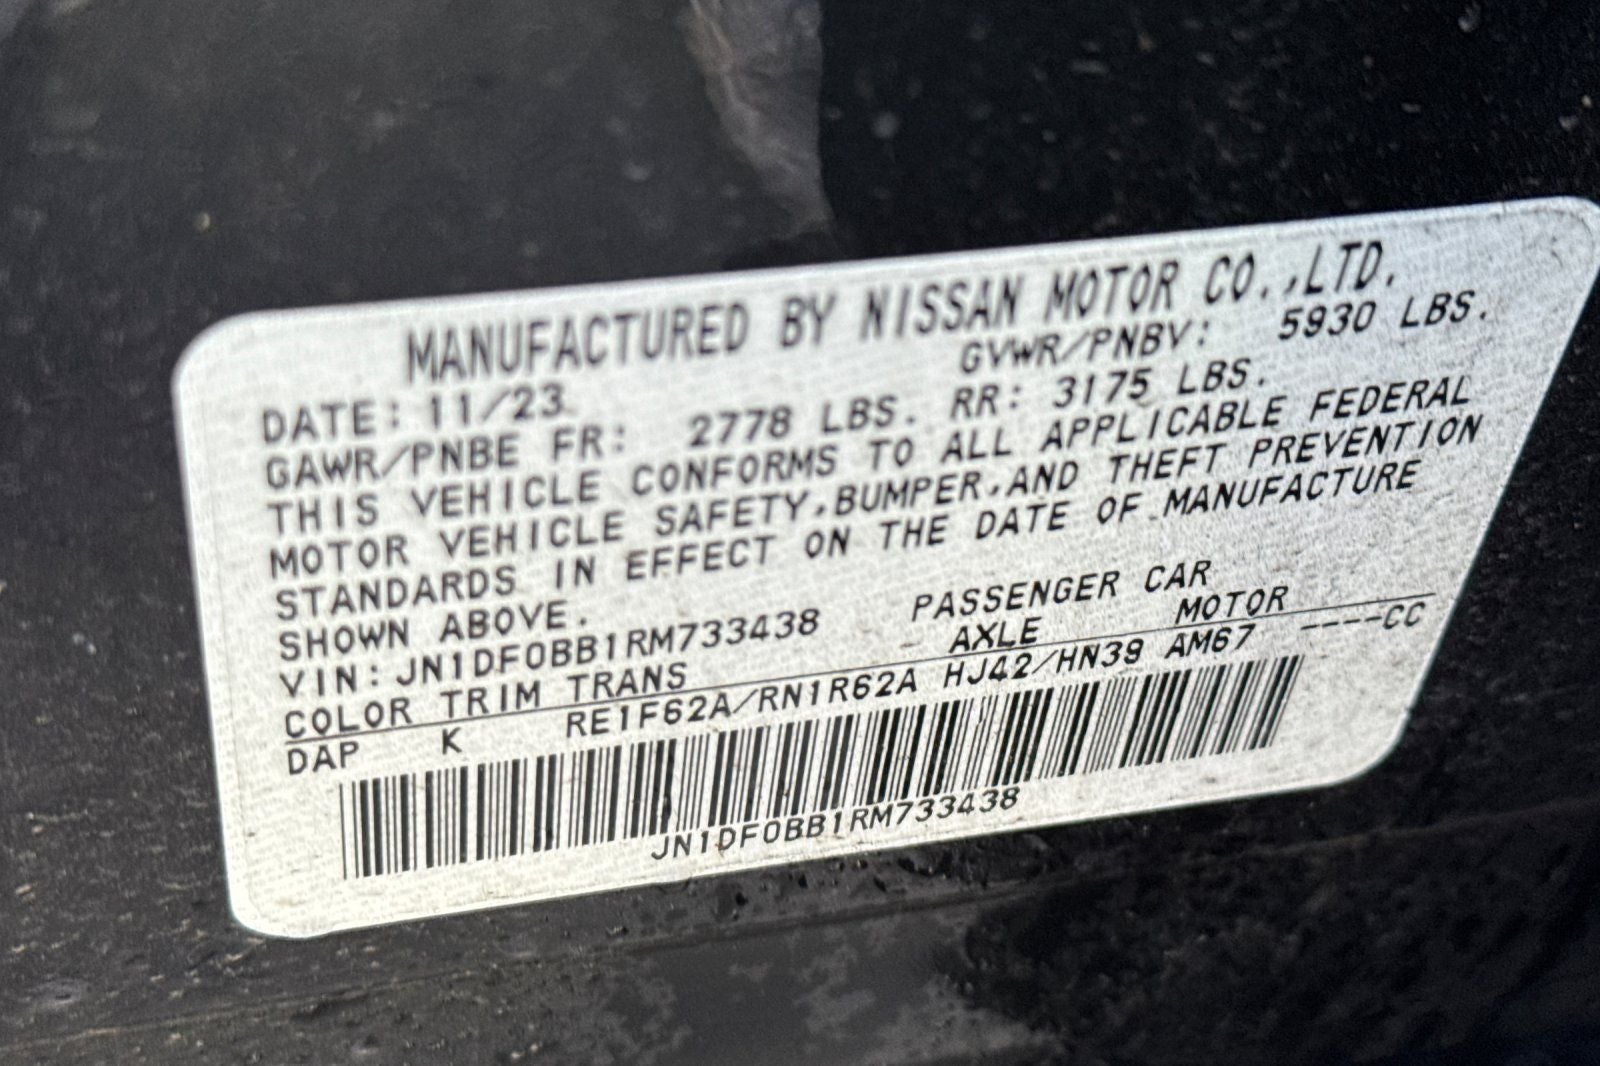 MANUFACTURED BY NISSAN MOTOR CO.,LTD.
DATE: 11/23 GVWR/PNBV: 5930 LBS.
GAWR/PNBE FR: 2778 LBS. RR: 3175 LBS.
THIS VEHICLE CONFORMS TO ALL APPLICABLE FEDERAL
MOTOR VEHICLE SAFETY,BUMPER,AND THEFT PREVENTION
STANDARDS IN EFFECT ON THE DATE OF MANUFACTURE
SHOWN ABOVE.
VIN: JN1DF0BB1RM733438 PASSENGER CAR
COLOR TRIM TRANS AXLE MOTOR
DAP K RE1F62A/RN1R62A HJ42/HN39 AM67 ----CC
JN1DF0BB1RM733438